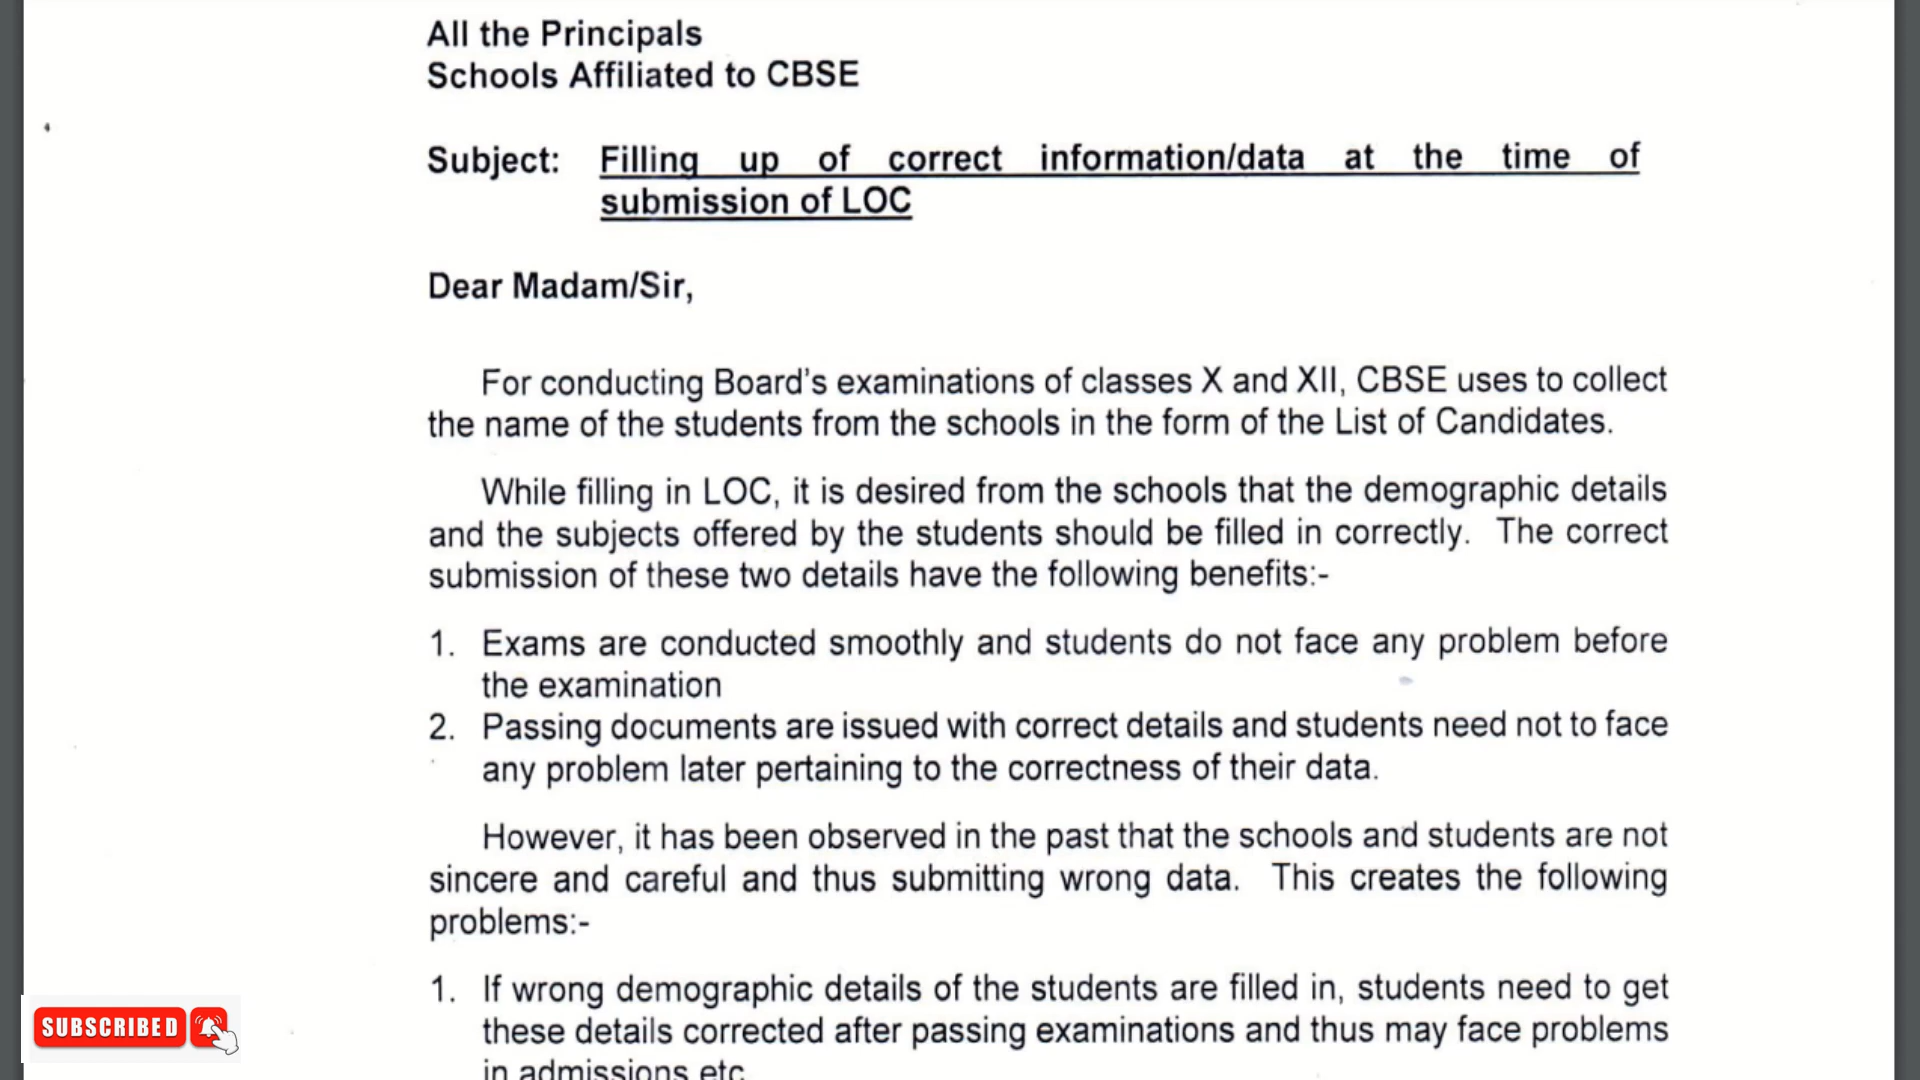 All the Principals
Schools Affiliated to CBSE
Subject: Filling up of correct information/data at the time of
submission of LOC
Dear Madam/Sir,
For conducting Board's examinations of classes X and XII, CBSE uses to collect
the name of the students from the schools in the form of the List of Candidates.
While filling in LOC, it is desired from the schools that the demographic details
and the subjects offered by the students should be filled in correctly. The correct
submission of these two details have the following benefits:-
1. Exams are conducted smoothly and students do not face any problem before
the examination
2. Passing documents are issued with correct details and students need not to face
any problem later pertaining to the correctness of their data.
However, it has been observed in the past that the schools and students are not
sincere and careful and thus submitting wrong data. This creates the following
problems:-
1. If wrong demographic details of the students are filled in, students need to get
these details corrected after passing examinations and thus may face problems
in admissions etc
SUBSCRIBED